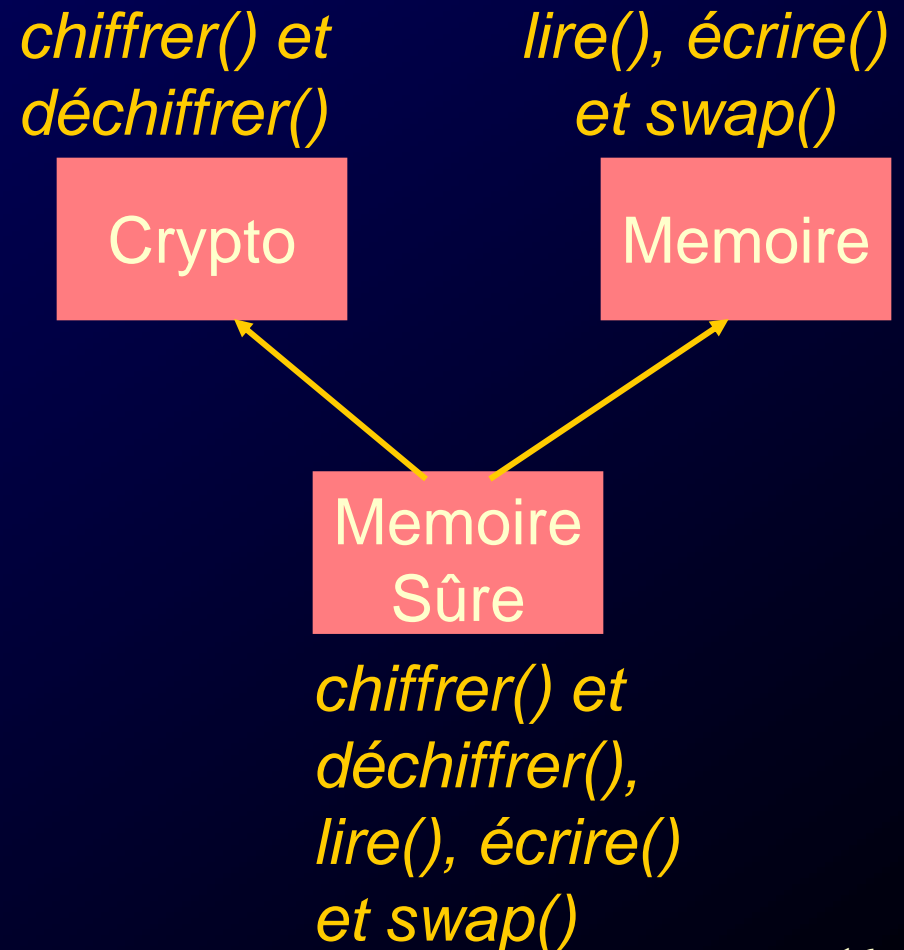 chiffrer() et
déchiffrer()
lire(), écrire()
et swap()
Crypto
Memoire
Memoire
Sûre
chiffrer() et
déchiffrer(),
lire(), écrire()
et swap()